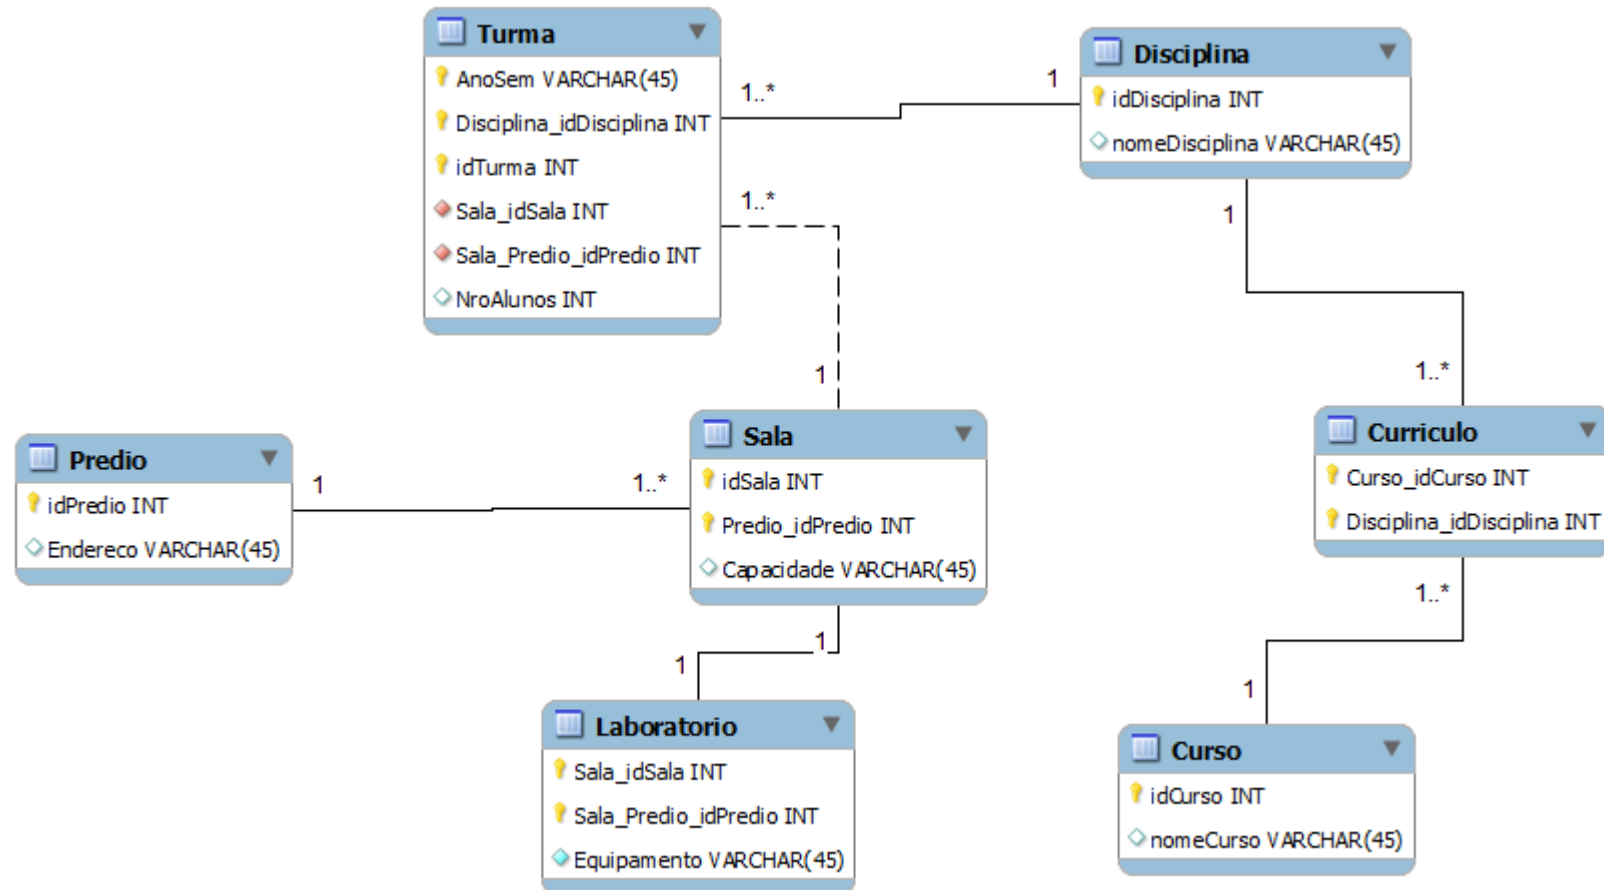 Turma
AnoSem VARCHAR(45)
Disciplina_idDisciplina INT
idTurma INT
Sala_idSala INT
Sala_Predio_idPredio INT
NroAlunos INT
1..*
1
Disciplina
idDisciplina INT
nomeDisciplina VARCHAR(45)
1..*
1
1
1..*
Predio
idPredio INT
Endereco VARCHAR(45)
1
1..*
Sala
idSala INT
Predio_idPredio INT
Capacidade VARCHAR(45)
Curriculo
Curso_idCurso INT
Disciplina_idDisciplina INT
1
1
1..*
1
Laboratorio
Sala_idSala INT
Sala_Predio_idPredio INT
Equipamento VARCHAR(45)
Curso
idCurso INT
nomeCurso VARCHAR(45)